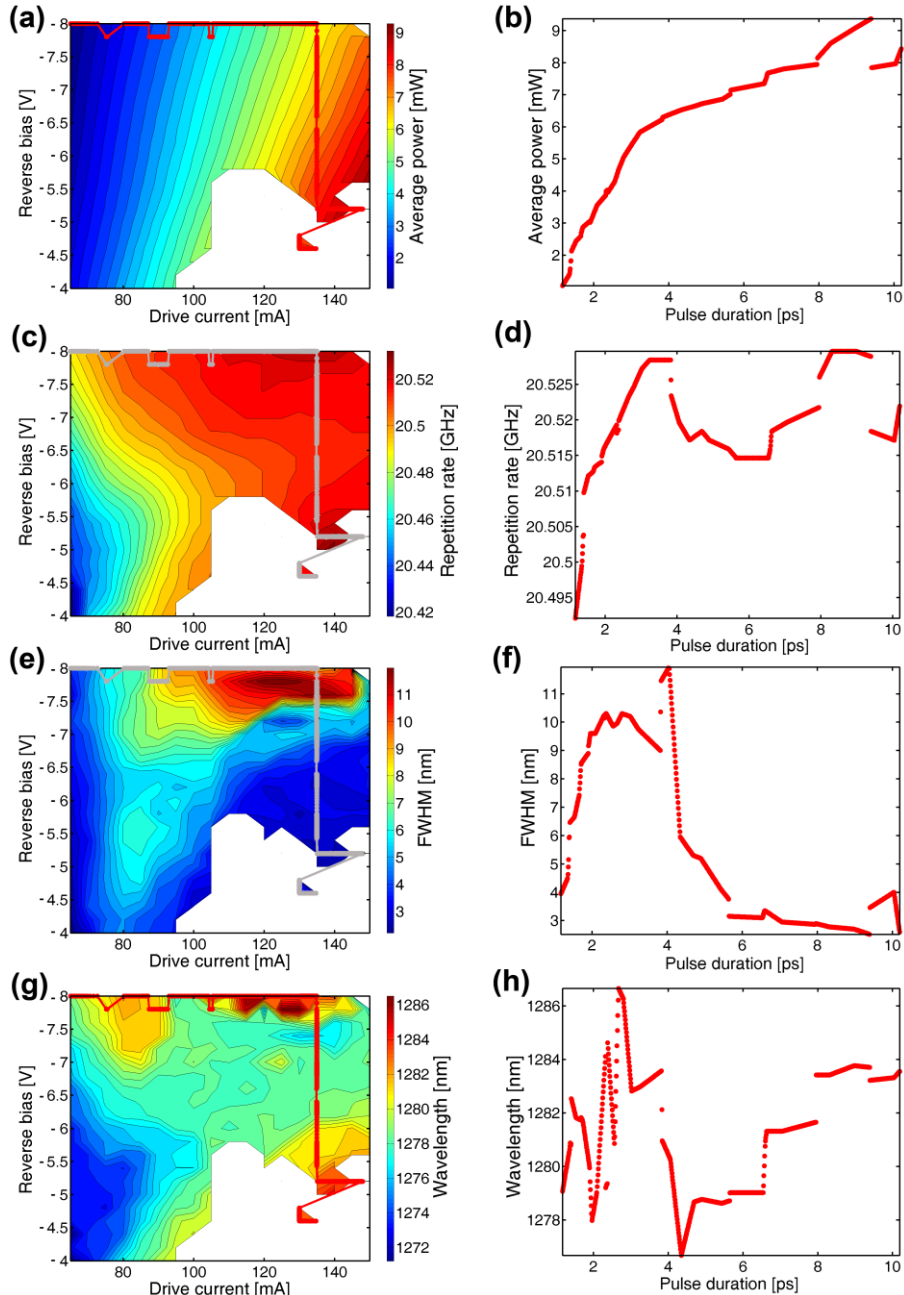 (a)
- 8
- 7.5
- 7
- 6.5
- 6
- 5.5
- 5
- 4.5
- 4
Reverse bias [V]
80 100 120 140
Drive current [mA]
9
8
7
6
5
4
3
2
Average power [mW]
(b)
9
8
7
6
5
4
3
2
Average power [mW]
2 4 6 8 10
Pulse duration [ps]
(c)
- 8
- 7.5
- 7
- 6.5
- 6
- 5.5
- 5
- 4.5
- 4
Reverse bias [V]
80 100 120 140
Drive current [mA]
20.52
20.5
20.48
20.46
20.44
20.42
Repetition rate [GHz]
(d)
20.525
20.52
20.515
20.51
20.505
20.5
20.495
Repetition rate [GHz]
2 4 6 8 10
Pulse duration [ps]
(e)
- 8
- 7.5
- 7
- 6.5
- 6
- 5.5
- 5
- 4.5
- 4
Reverse bias [V]
80 100 120 140
Drive current [mA]
11
10
9
8
7
6
5
4
3
FWHM [nm]
(f)
11
10
9
8
7
6
5
4
3
FWHM [nm]
2 4 6 8 10
Pulse duration [ps]
(g)
- 8
- 7.5
- 7
- 6.5
- 6
- 5.5
- 5
- 4.5
- 4
Reverse bias [V]
80 100 120 140
Drive current [mA]
1286
1284
1282
1280
1278
1276
1274
1272
Wavelength [nm]
(h)
1286
1284
1282
1280
1278
Wavelength [nm]
2 4 6 8 10
Pulse duration [ps]